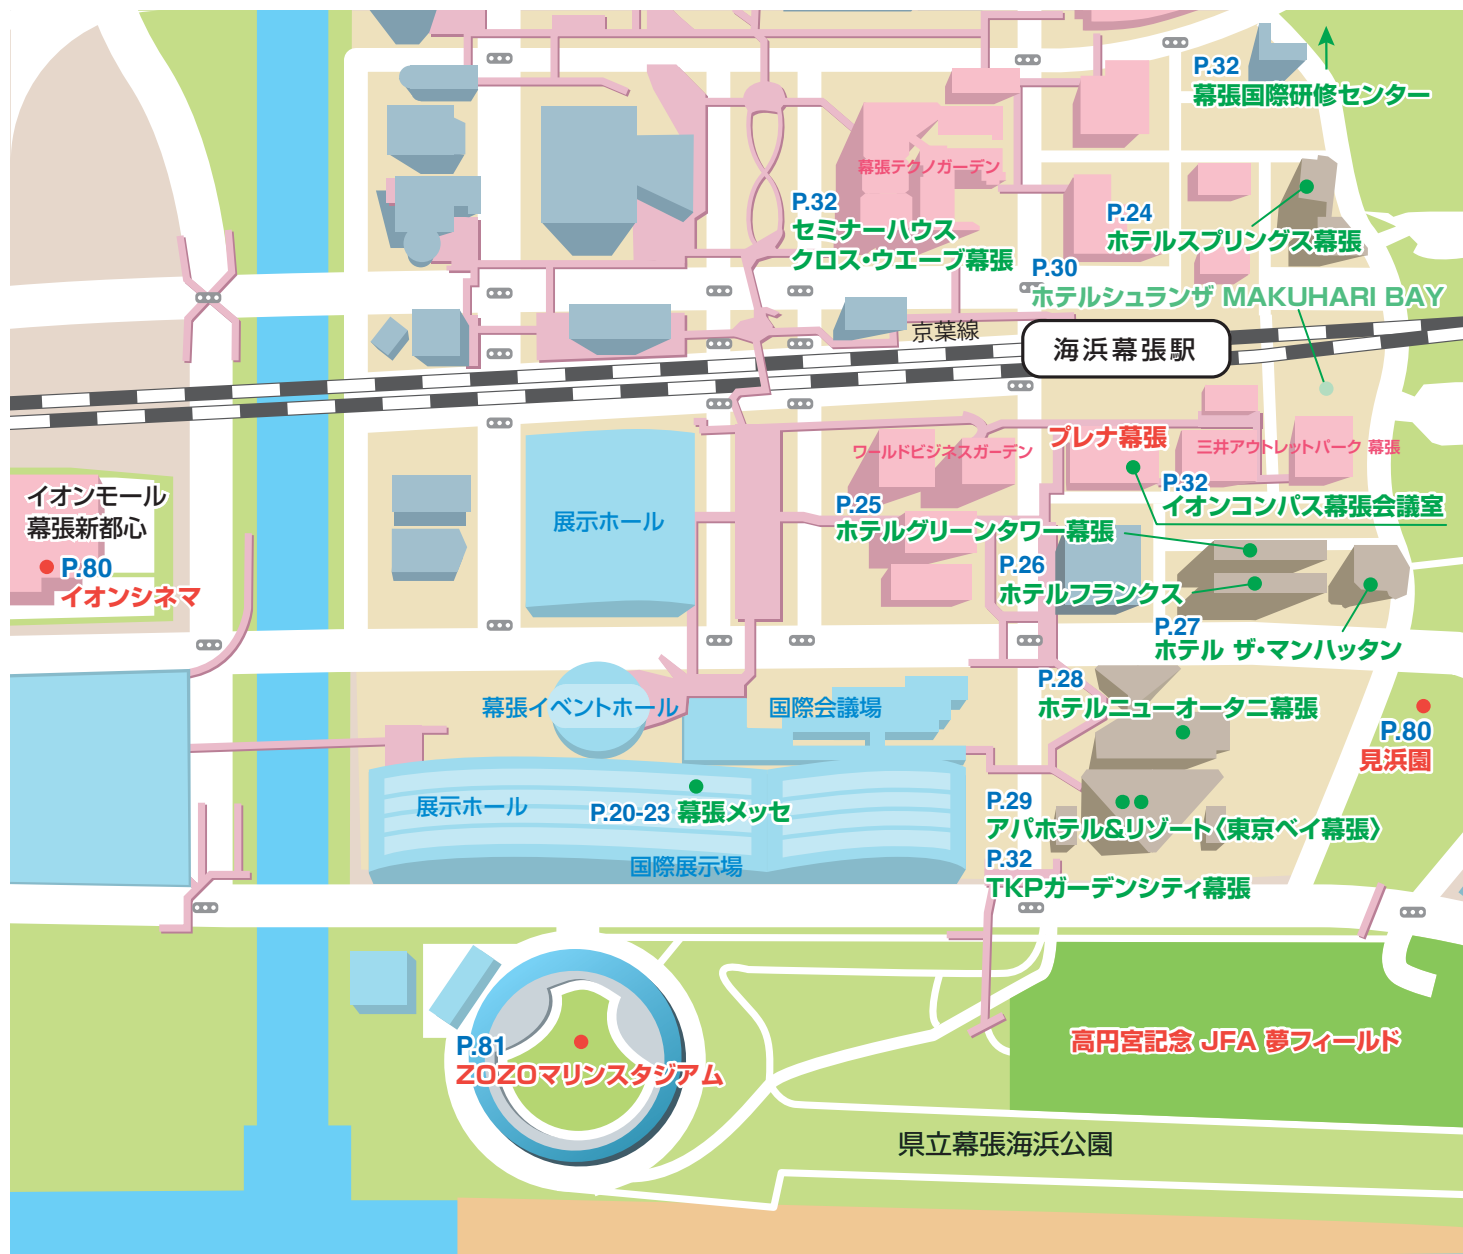 P.32
幕張国際研修センター
幕張テクノガーデン
P.32
セミナーハウス
クロス・ウエーブ幕張
P.24
ホテルスプリングス幕張
P.30
ホテルシュランザ MAKUHARI BAY
京葉線
海浜幕張駅
ワールドビジネスガーデン
プレナ幕張
三井アウトレットパーク 幕張
P.32
イオンコンパス幕張会議室
イオンモール
幕張新都心
P.80
イオンシネマ
展示ホール
P.25
ホテルグリーンタワー幕張
P.26
ホテルフランクス
P.27
ホテル ザ・マンハッタン
P.28
ホテルニューオータニ幕張
幕張イベントホール
国際会議場
P.80
見浜園
展示ホール
P.20-23 幕張メッセ
国際展示場
P.29
アパホテル&リゾート〈東京ベイ幕張〉
P.32
TKPガーデンシティ幕張
P.81
ZOZOマリンスタジアム
高円宮記念 JFA 夢フィールド
県立幕張海浜公園